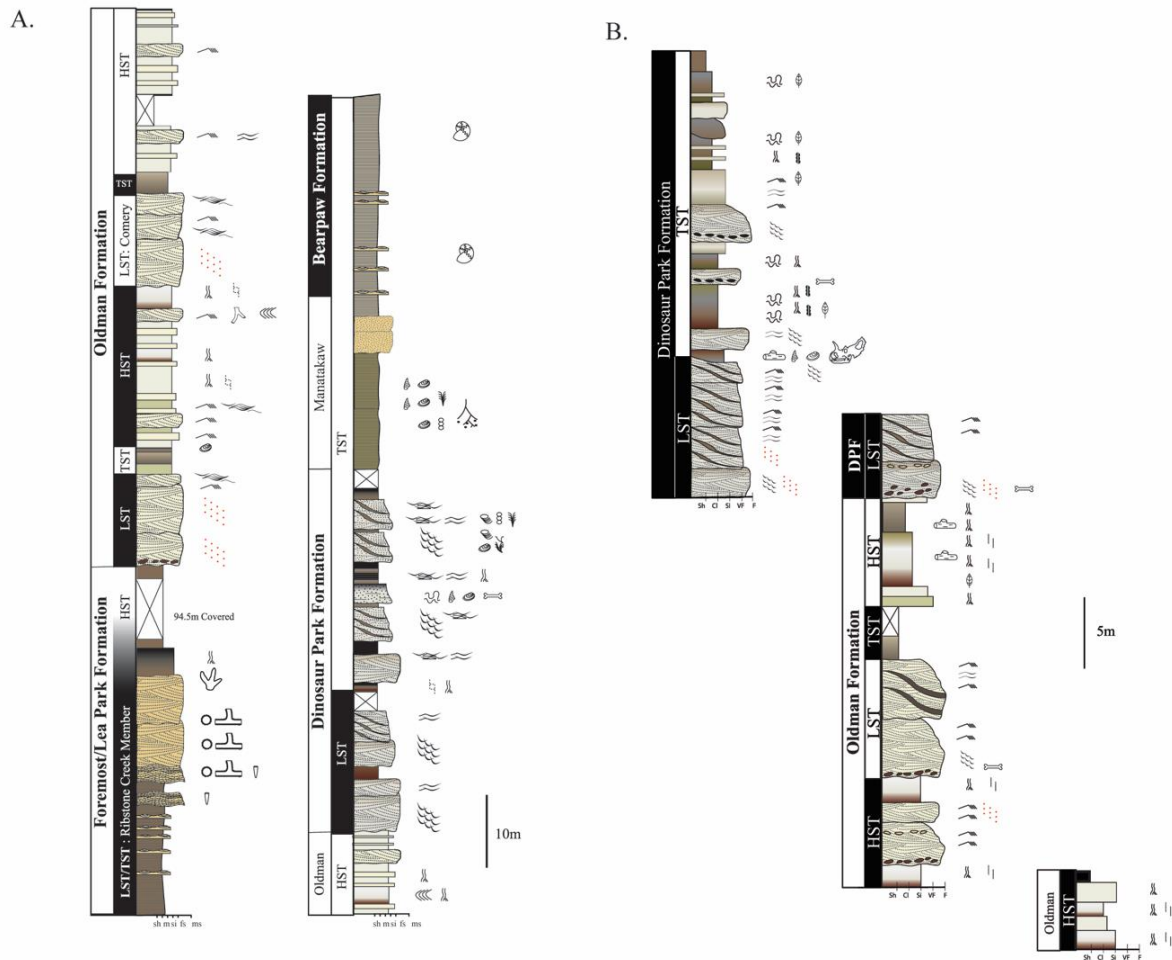 A.
HST
TST
LST: Comery
HST
TST
LST
Oldman Formation
HST
94.5m Covered
LST/TST : Ribstone Creek Member
Foremost/Lea Park Formation
sh m si fs ms
Bearpaw Formation
Manatakaw
TST
Dinosaur Park Formation
LST
Oldman
HST
sh m si fs ms
10m
B.
Dinosaur Park Formation
TST
LST
Sh Cl Si VF F
DPF
LST
HST
TST
LST
HST
Oldman Formation
Sh Cl Si VF F
5m
Oldman
HST
Sh Cl Si VF F